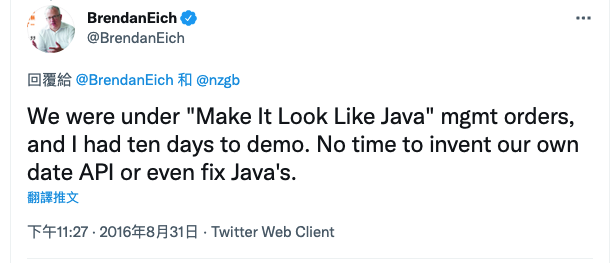 BrendanEich
@BrendanEich
回覆給 @BrendanEich 和 @nzgb
We were under "Make It Look Like Java" mgmt orders,
and I had ten days to demo. No time to invent our own
date API or even fix Java's.
翻譯推文
下午11:27 · 2016年8月31日 · Twitter Web Client